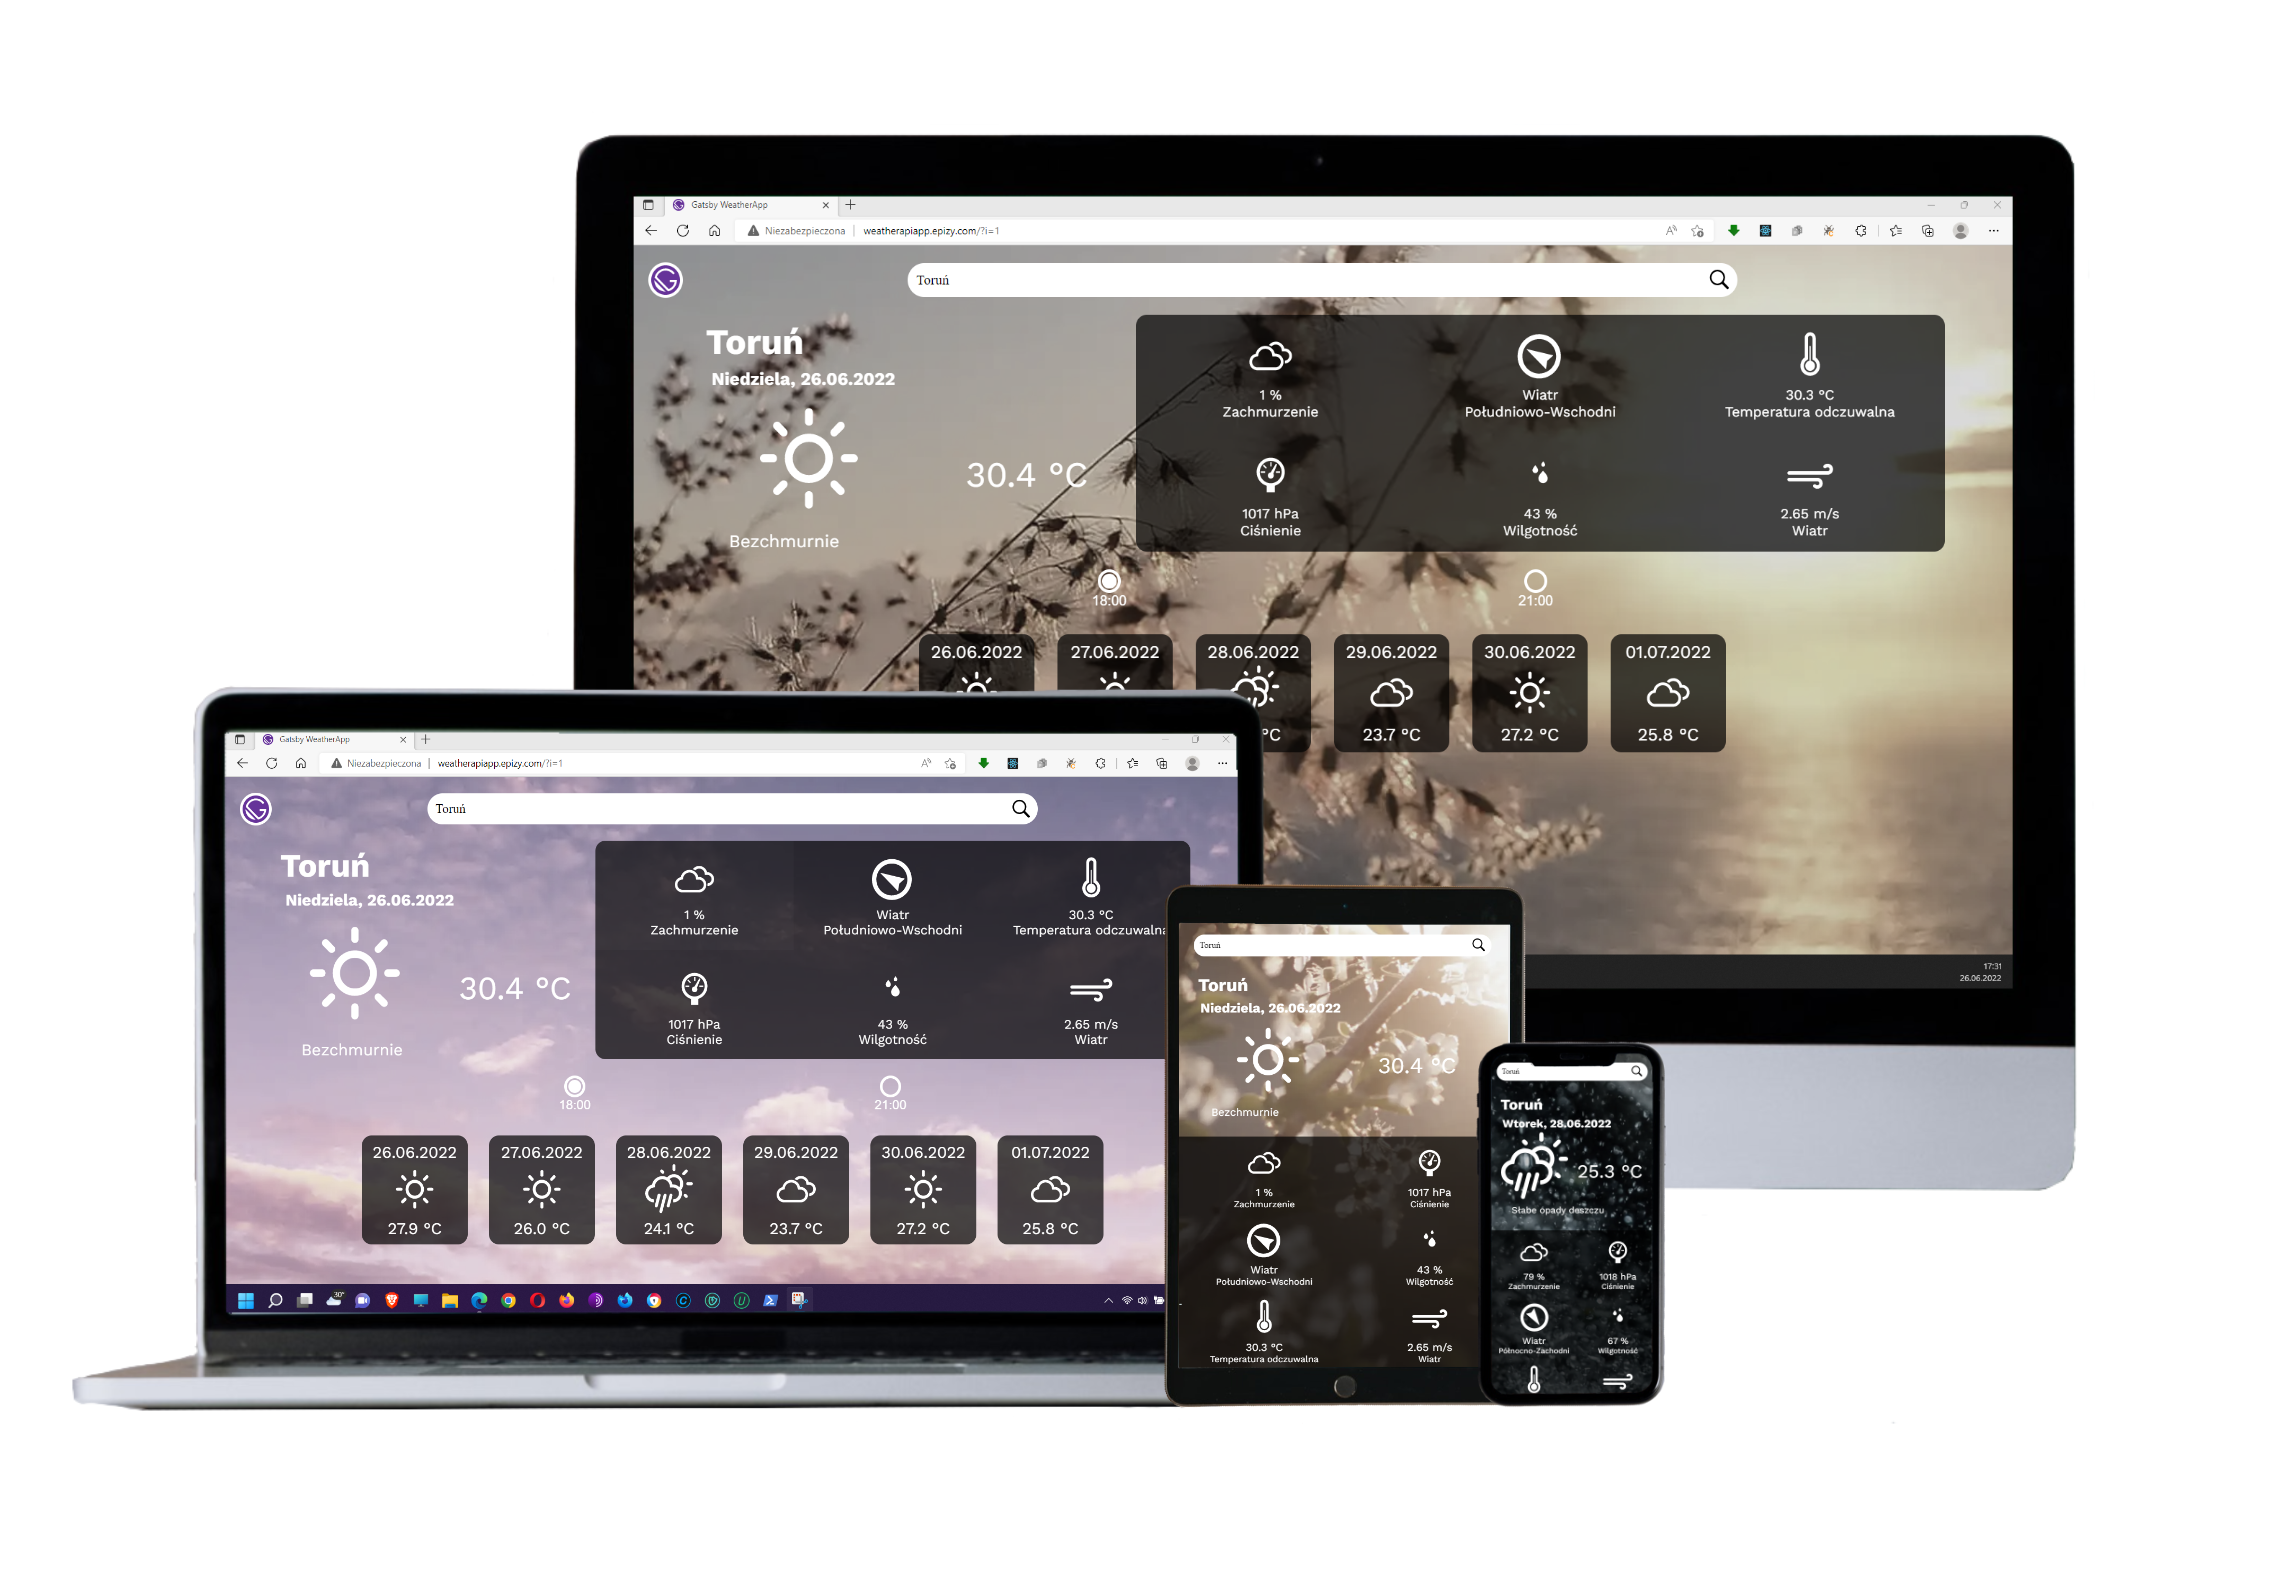 Gatsby WeatherApp
Niezabezpieczona weatherapiapp.epizy.com/?i=1
Toruń
Toruń
Niedziela, 26.06.2022
30.4 °C
Bezchmurnie
1 %
Zachmurzenie
Wiatr
Południowo-Wschodni
30.3 °C
Temperatura odczuwalna
1017 hPa
Ciśnienie
43 %
Wilgotność
2.65 m/s
Wiatr
18:00
21:00
26.06.2022
27.06.2022
28.06.2022
°C
29.06.2022
23.7 °C
30.06.2022
27.2 °C
01.07.2022
25.8 °C
17:31
26.06.2022
Gatsby WeatherApp
Niezabezpieczona weatherapiapp.epizy.com/?i=1
Toruń
Toruń
Niedziela, 26.06.2022
30.4 °C
Bezchmurnie
1 %
Zachmurzenie
Wiatr
Południowo-Wschodni
30.3 °C
Temperatura odczuwalna
1017 hPa
Ciśnienie
43 %
Wilgotność
2.65 m/s
Wiatr
18:00
21:00
26.06.2022
27.9 °C
27.06.2022
26.0 °C
28.06.2022
24.1 °C
29.06.2022
23.7 °C
30.06.2022
27.2 °C
01.07.2022
25.8 °C
30°
Toruń
Toruń
Niedziela, 26.06.2022
30.4 °C
Bezchmurnie
1 %
Zachmurzenie
1017 hPa
Ciśnienie
Wiatr
Południowo-Wschodni
43 %
Wilgotność
30.3 °C
Temperatura odczuwalna
2.65 m/s
Wiatr
Toruń
Toruń
Wtorek, 28.06.2022
25.3 °C
Słabe opady deszczu
79 %
Zachmurzenie
1018 hPa
Ciśnienie
Wiatr
Północno-Zachodni
67 %
Wilgotność